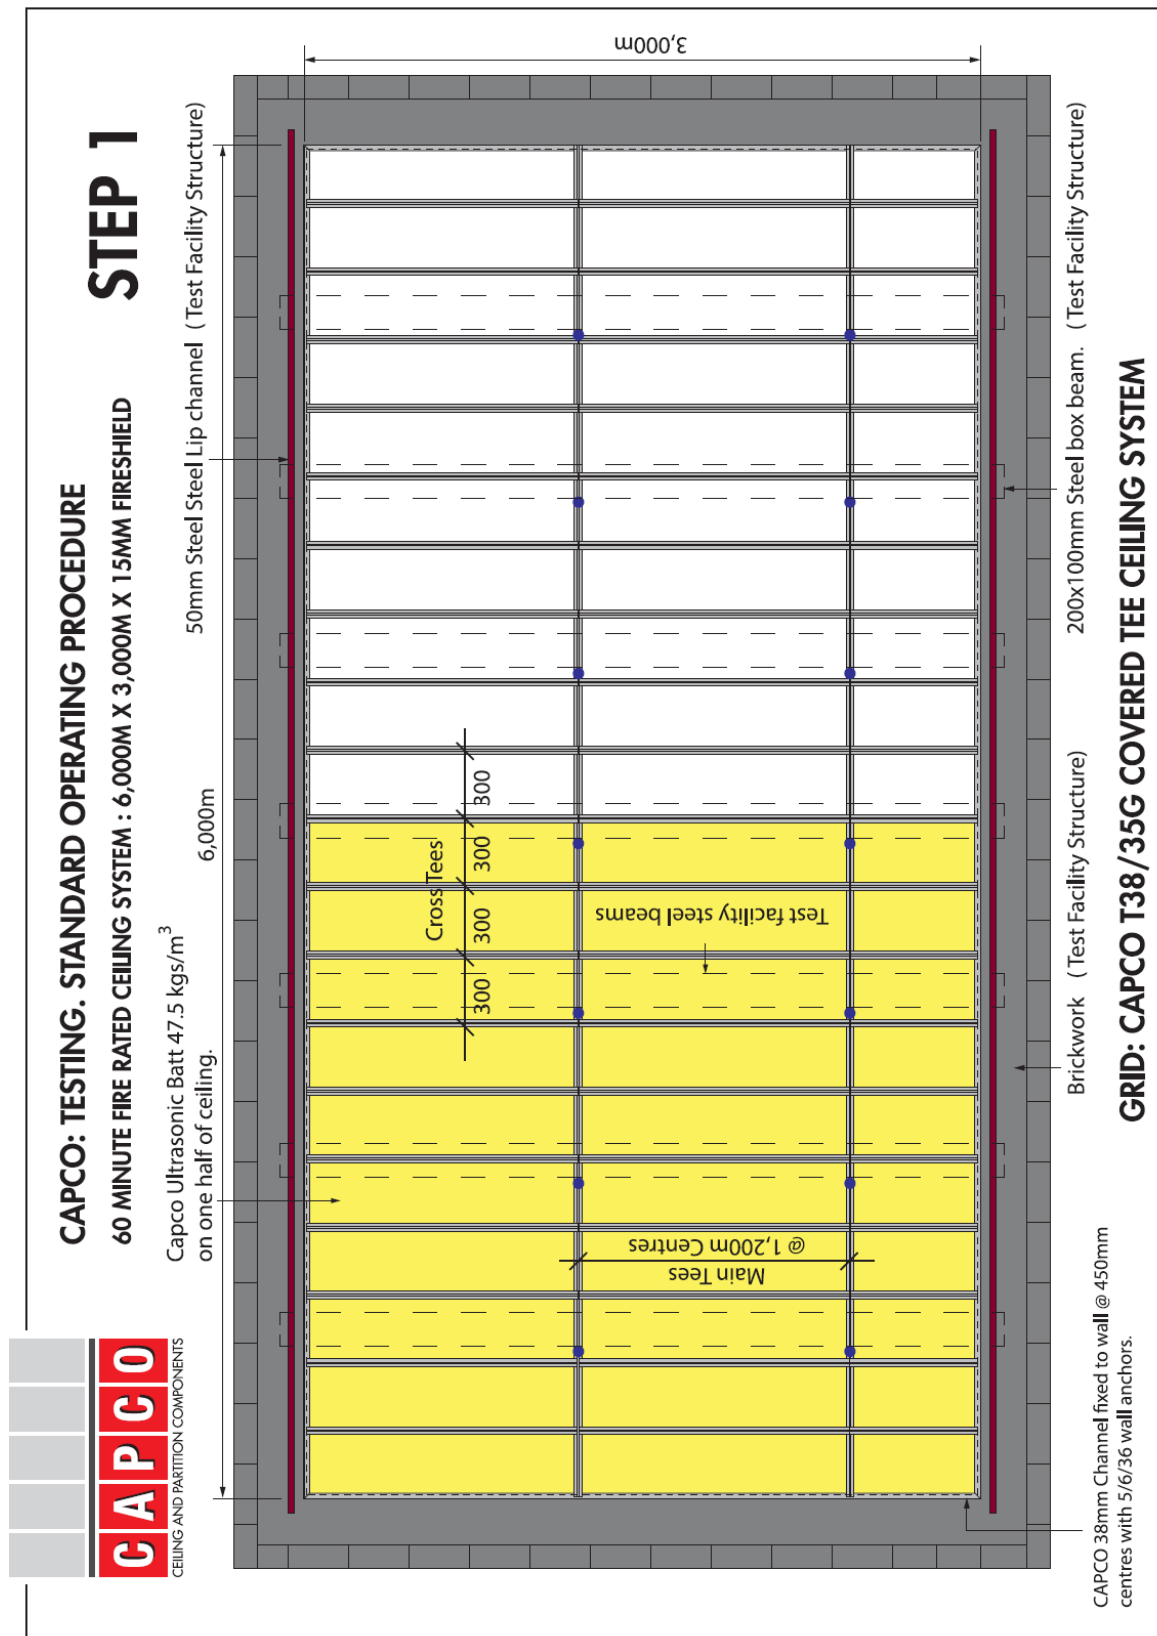 CAPCO
CEILING AND PARTITION COMPONENTS
CAPCO: TESTING. STANDARD OPERATING PROCEDURE
60 MINUTE FIRE RATED CEILING SYSTEM : 6,000M X 3,000M X 15MM FIRESHIELD
STEP 1
Capco Ultrasonic Batt 47.5 kgs/m³
on one half of ceiling.
6,000m
50mm Steel Steel Lip channel ( Test Facility Structure)
3,000m
Cross Tees
300
300
300
300
Test facility steel beams
Main Tees
@ 1,200m Centres
CAPCO 38mm Channel fixed to wall @ 450mm
centres with 5/6/36 wall anchors.
Brickwork ( Test Facility Structure)
200x100mm Steel box beam. ( Test Facility Structure)
GRID: CAPCO T38/35G COVERED TEE CEILING SYSTEM